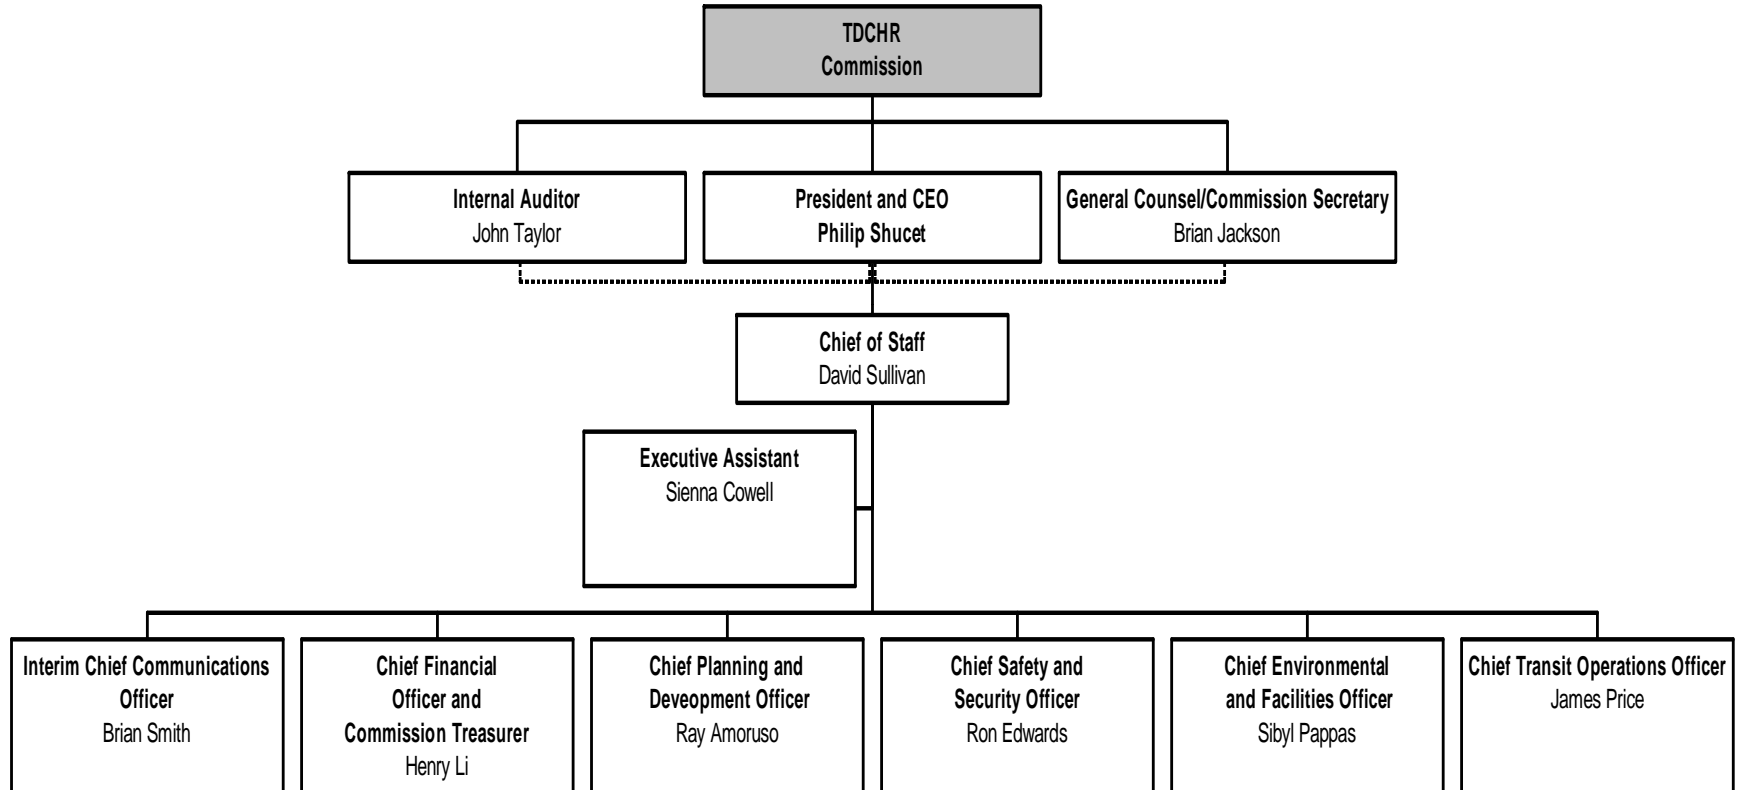 TDCHR
Commission
Internal Auditor
John Taylor
President and CEO
Philip Shucet
General Counsel/Commission Secretary
Brian Jackson
Chief of Staff
David Sullivan
Executive Assistant
Sienna Cowell
Interim Chief Communications
Officer
Brian Smith
Chief Financial
Officer and
Commission Treasurer
Henry Li
Chief Planning and
Deveopment Officer
Ray Amoruso
Chief Safety and
Security Officer
Ron Edwards
Chief Environmental
and Facilities Officer
Sibyl Pappas
Chief Transit Operations Officer
James Price